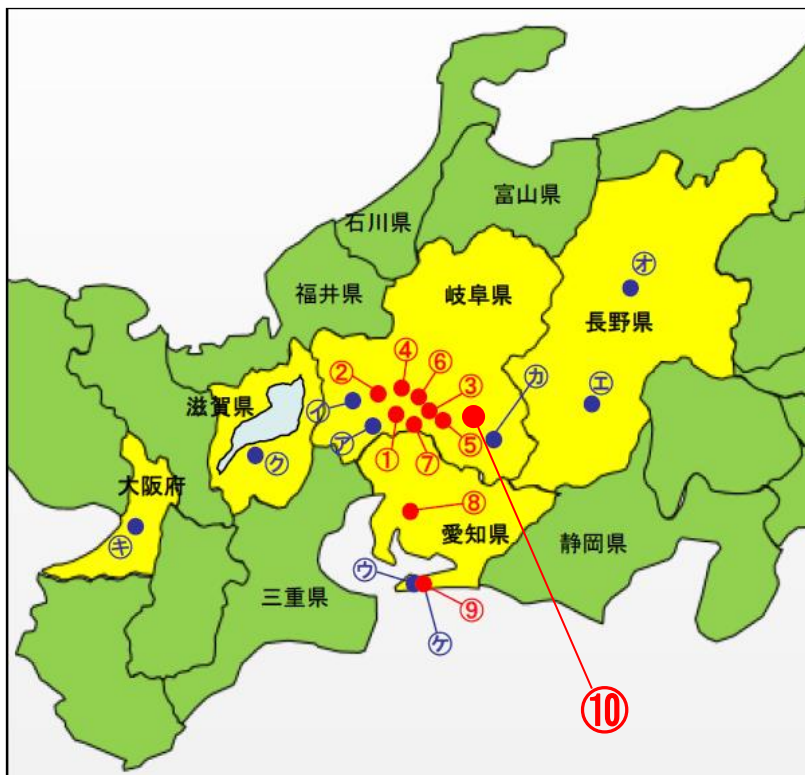 富山県
石川県
オ
福井県
岐阜県
長野県
④
②
⑥
③
カ
エ
滋賀県
イ
ア
①
⑦
⑤
ク
大阪府
⑧
キ
愛知県
静岡県
ウ
三重県
⑨
ケ
⑩